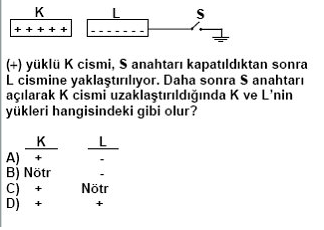 K L S
+ + + + + - - - - - - -
(+) yüklü K cismi, S anahtarı kapatıldıktan sonra
L cismine yaklaştırılıyor. Daha sonra S anahtarı
açılarak K cismi uzaklaştırıldığında K ve L'nin
yükleri hangisindeki gibi olur?
K L
A) + -
B) Nötr -
C) + Nötr
D) + +